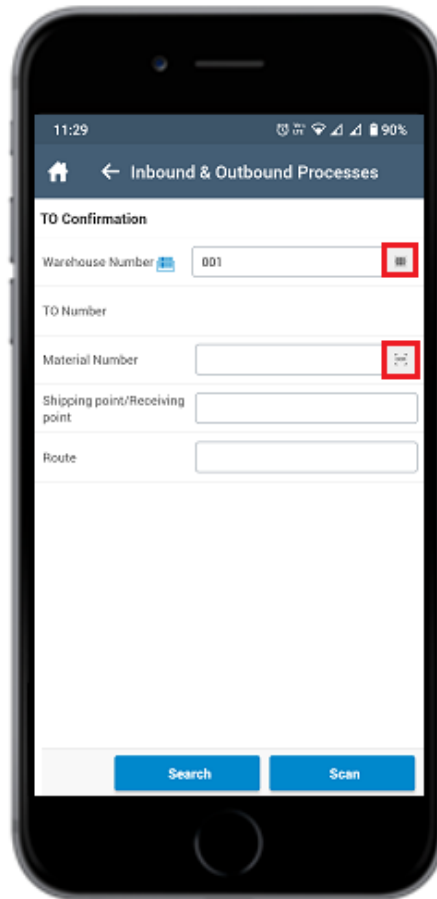 11:29
90%
Inbound & Outbound Processes
TO Confirmation
Warehouse Number
001
TO Number
Material Number
Shipping point/Receiving
point
Route
Search
Scan